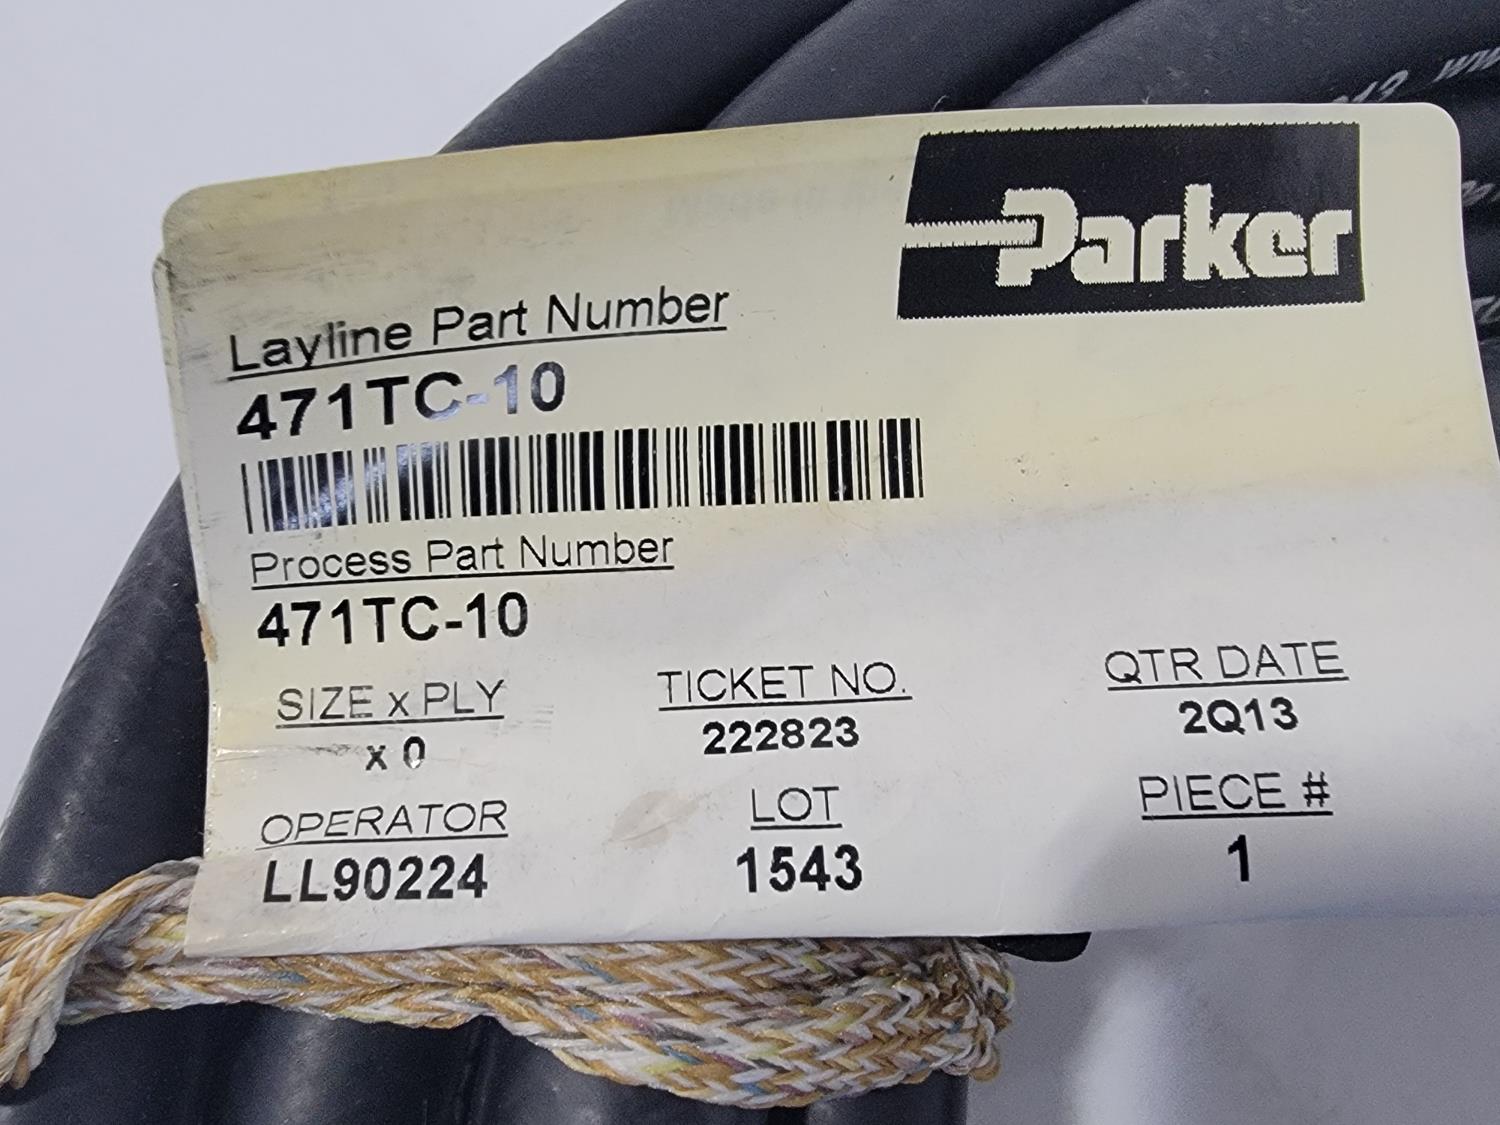 Parker
Layline Part Number
471TC-10
Process Part Number
471TC-10
SIZE x PLY
x 0
TICKET NO.
222823
QTR DATE
2Q13
OPERATOR
LL90224
LOT
1543
PIECE #
1